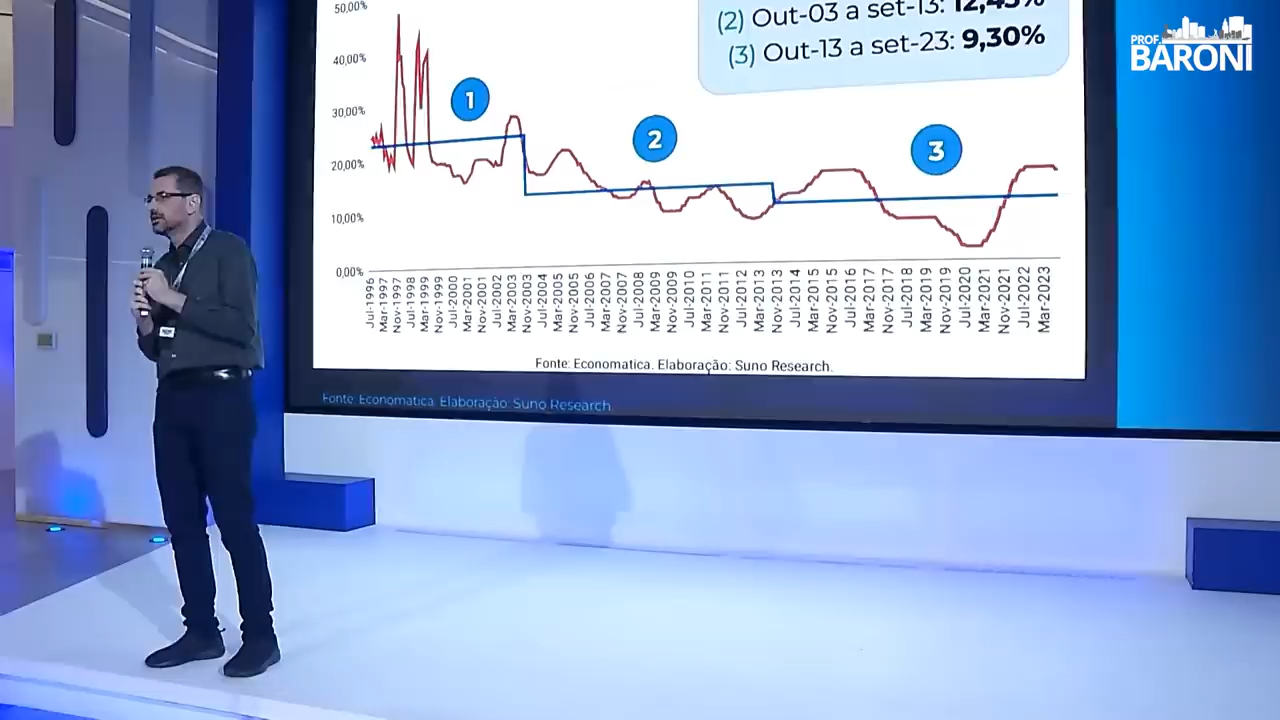 PROF.
BARONI
(2) Out-03 a set-13: 12,45%
(3) Out-13 a set-23: 9,30%
50,00%
40,00%
30,00%
20,00%
10,00%
0,00%
1
2
3
Jul-1996
Mar-1997
Nov-1997
Jul-1998
Mar-1999
Nov-1999
Jul-2000
Mar-2001
Nov-2001
Jul-2002
Mar-2003
Nov-2003
Jul-2004
Mar-2005
Nov-2005
Jul-2006
Mar-2007
Nov-2007
Jul-2008
Mar-2009
Nov-2009
Jul-2010
Mar-2011
Nov-2011
Jul-2012
Mar-2013
Nov-2013
Jul-2014
Mar-2015
Nov-2015
Jul-2016
Mar-2017
Nov-2017
Jul-2018
Mar-2019
Nov-2019
Jul-2020
Mar-2021
Nov-2021
Jul-2022
Mar-2023
Fonte: Economatica. Elaboração: Suno Research.
Fonte: Economatica. Elaboração: Suno Research.